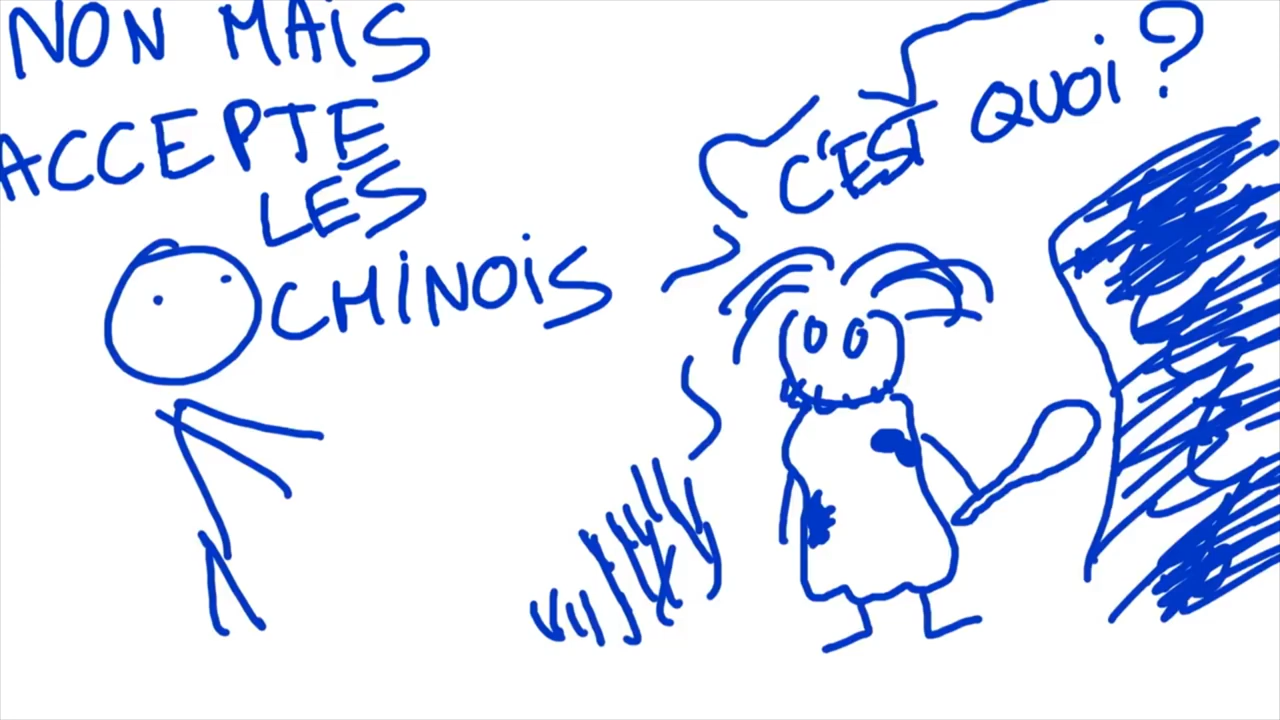 NON MAIS
ACCEPTE
LES
CHINOIS
C'EST QUOI ?